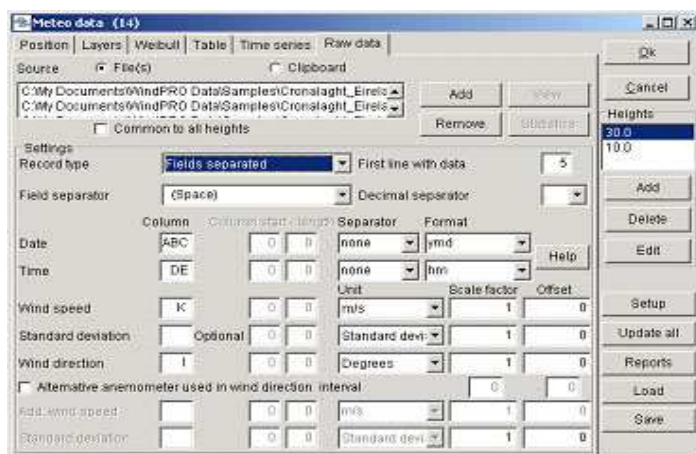 Meteo data (14)
Position Layers Weibull Table Time series Raw data
Ok
Source File(s) Clipboard
Cancel
C:\My Documents\WindPRO Data\Samples\Cronalaght_Eirela
C:\My Documents\WindPRO Data\Samples\Cronalaght_Eirela
Add View
Common to all heights
Remove Statistics
Heights
30.0
10.0
Settings
Record type Fields separated First line with data 5
Field separator (Space) Decimal separator
Add
Delete
Edit
Column Column start length Separator Format
Date ABC 0 0 none ymd
Time DE 0 0 none hm
Help
Unit Scale factor Offset
Wind speed K 0 0 m/s 1 0
Setup
Standard deviation Optional 0 0 Standard devi 1 0
Update all
Wind direction I 0 0 Degrees 1 0
Reports
Alternative anemometer used in wind direction interval 0 0
Load
Add. wind speed 0 0 m/s 1 0
Save
Standard deviation 0 0 Standard devi 1 0